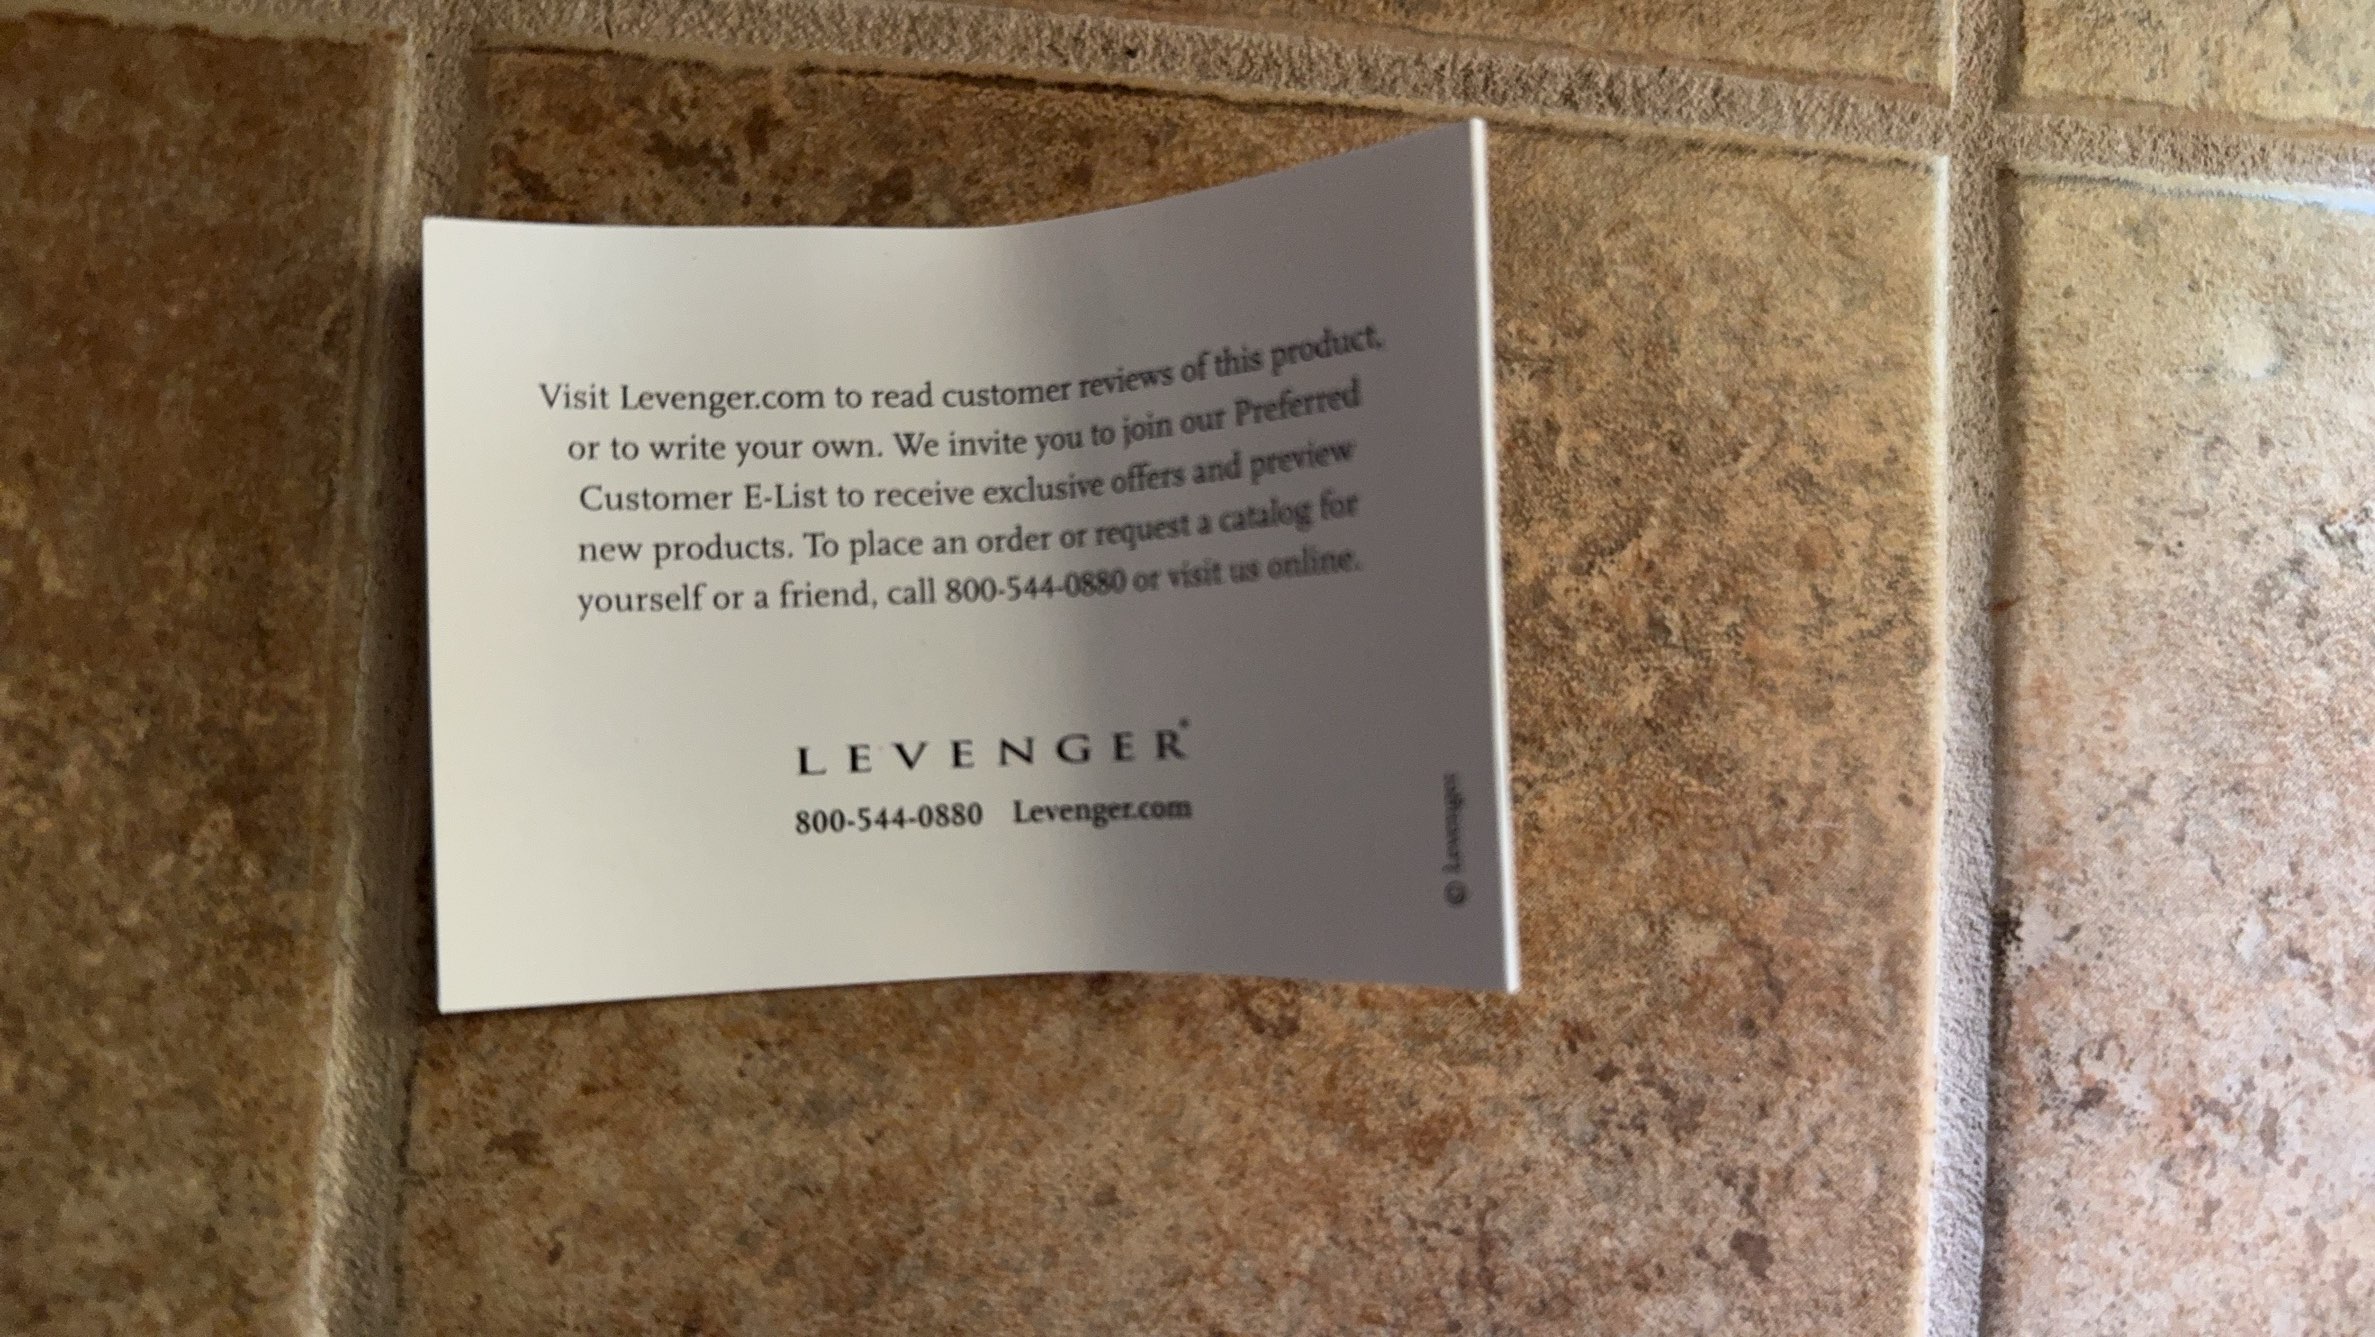 Visit Levenger.com to read customer reviews of this product,
or to write your own. We invite you to join our Preferred
Customer E-List to receive exclusive offers and preview
new products. To place an order or request a catalog for
yourself or a friend, call 800-544-0880 or visit us online.
LEVENGER®
800-544-0880 Levenger.com
© Levenger